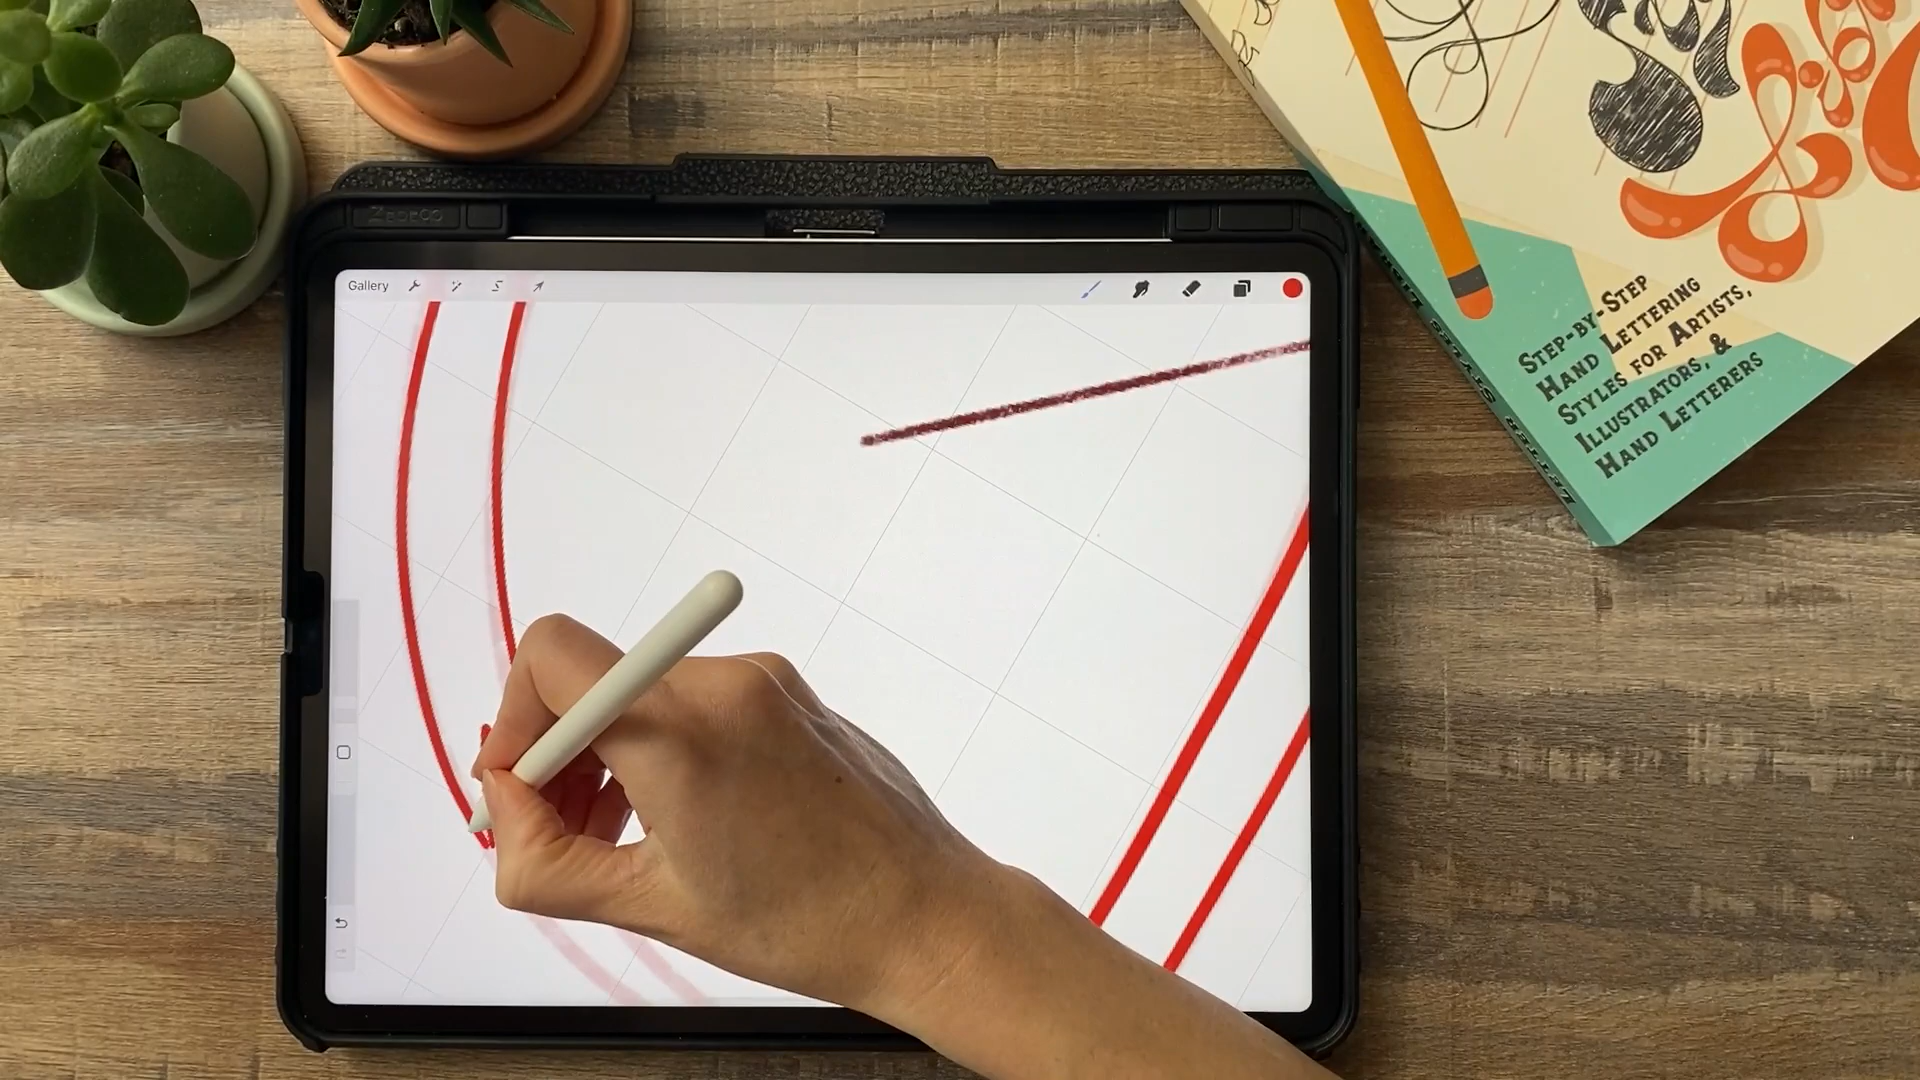 Gallery
STEP-BY-STEP
HAND LETTERING
STYLES FOR ARTISTS,
ILLUSTRATORS, &
HAND LETTERERS